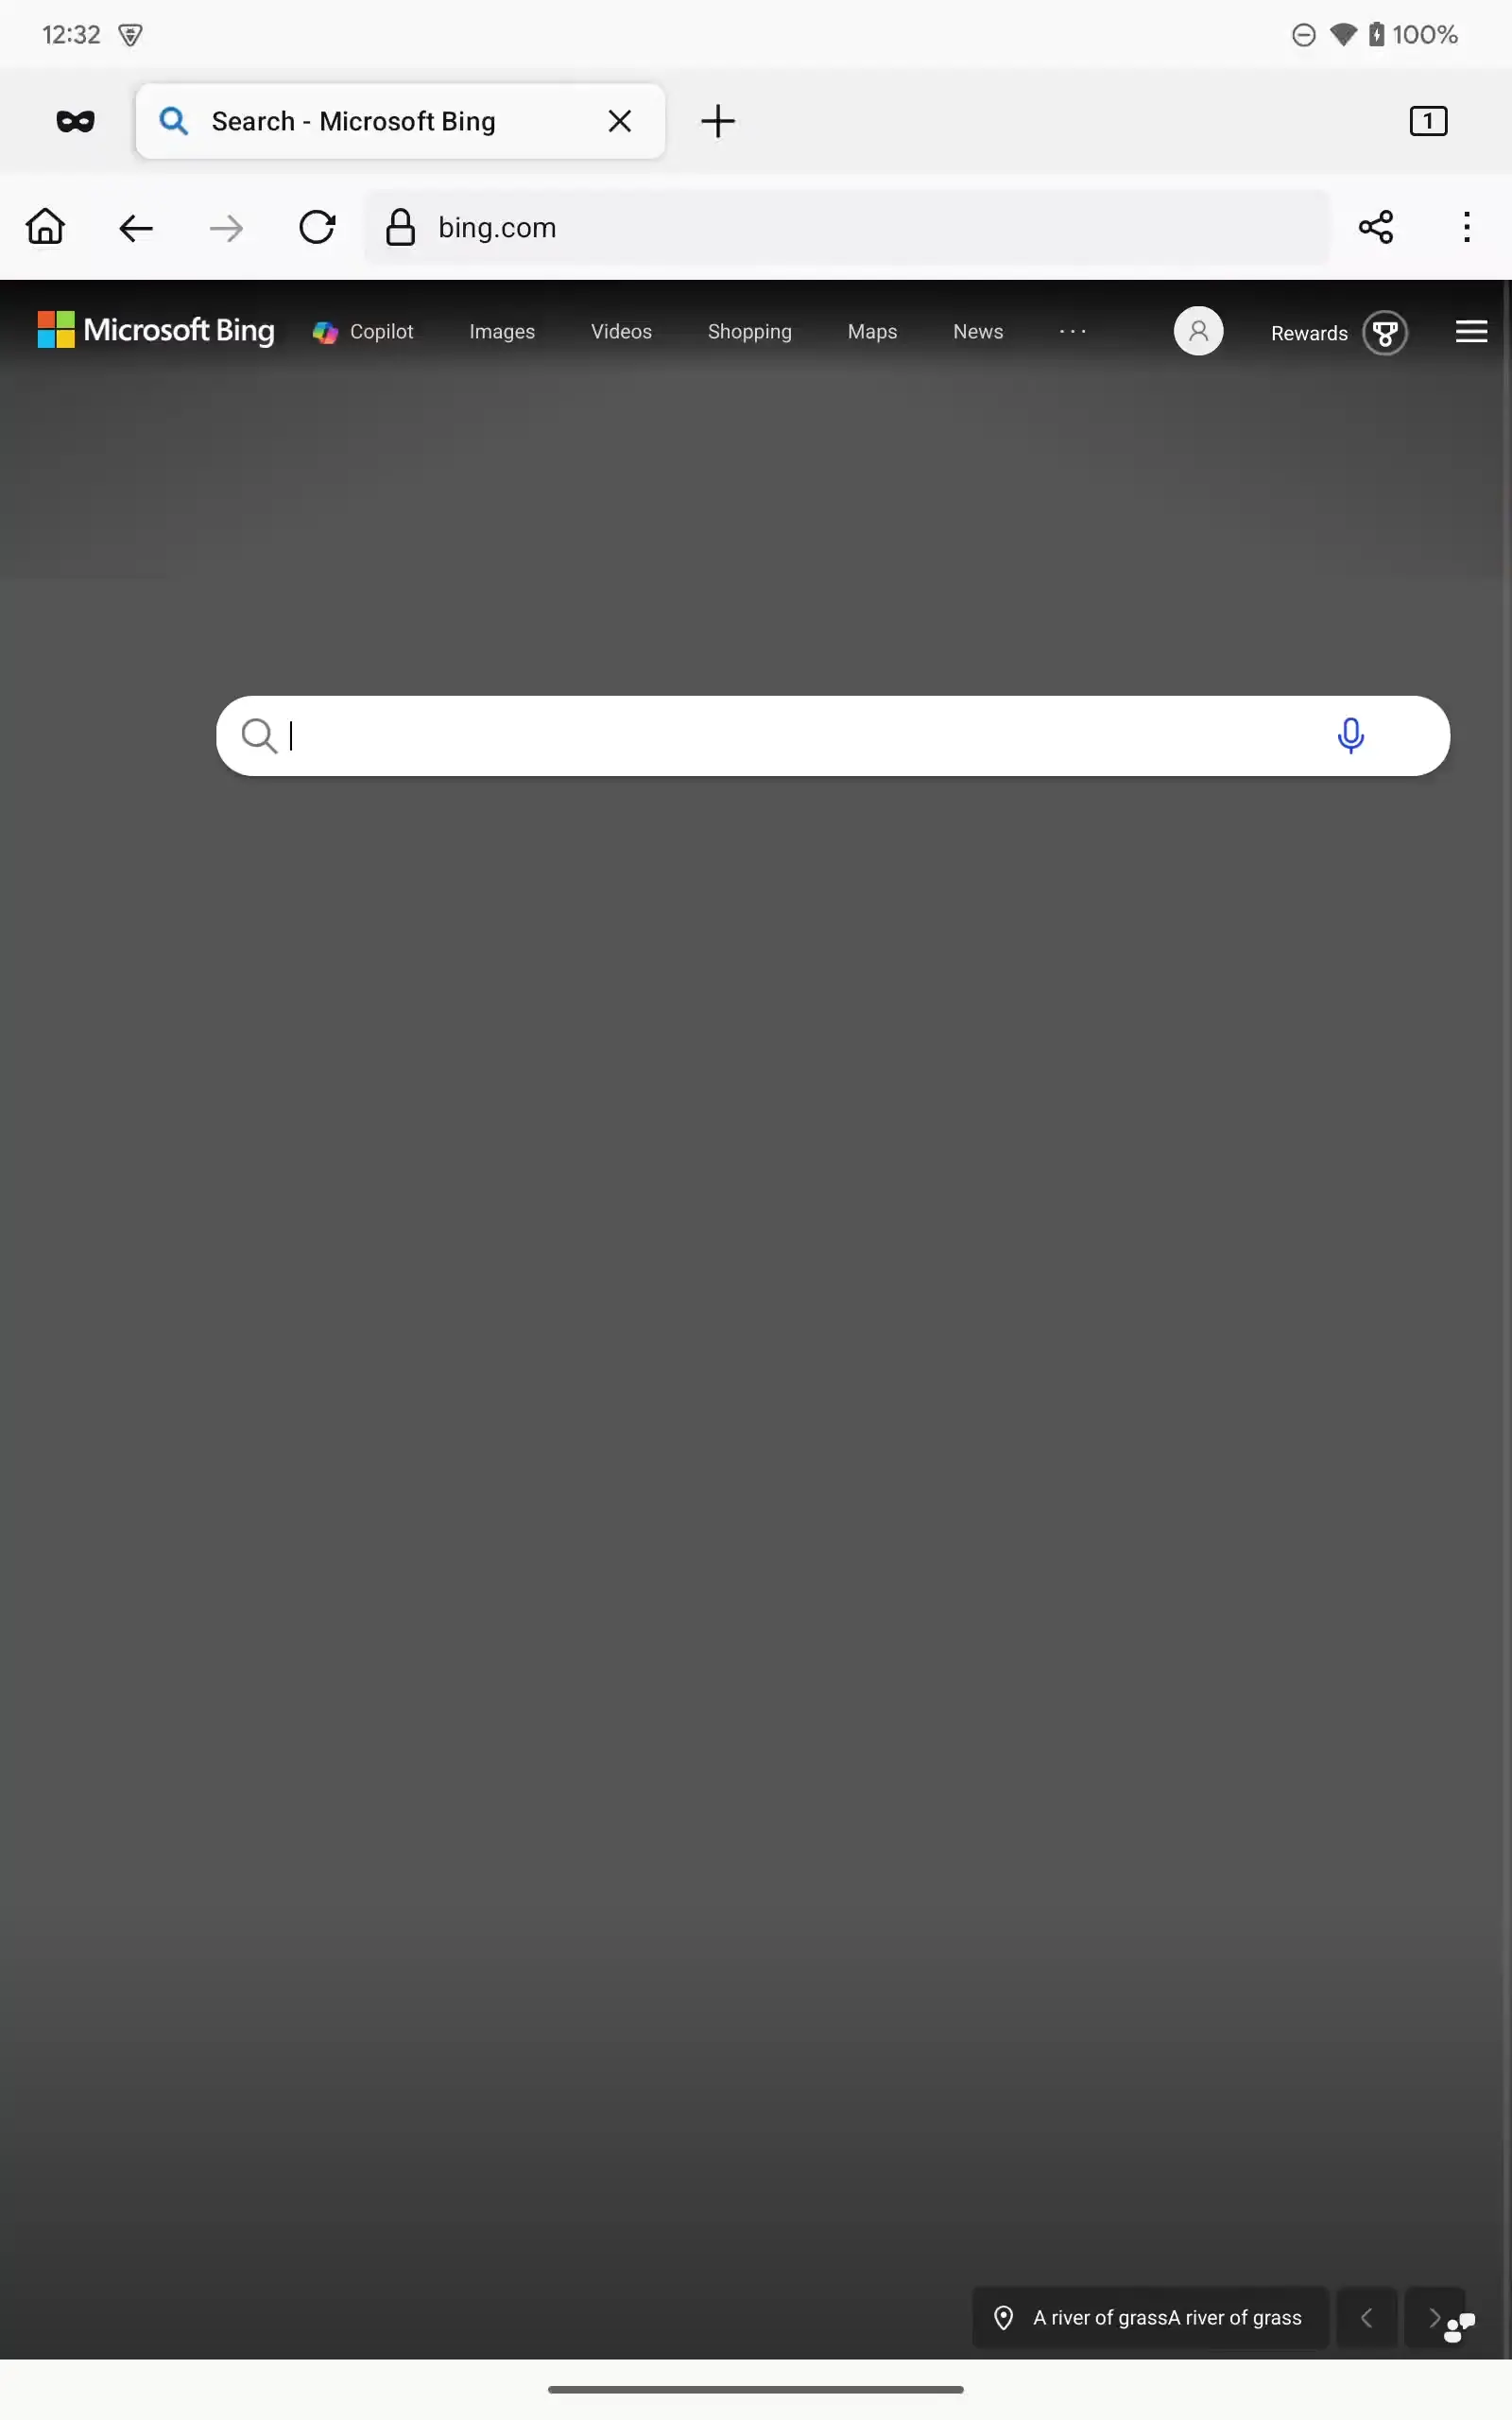 12:32
100%
Search - Microsoft Bing
1
bing.com
Microsoft Bing
Copilot
Images
Videos
Shopping
Maps
News
Rewards
A river of grassA river of grass